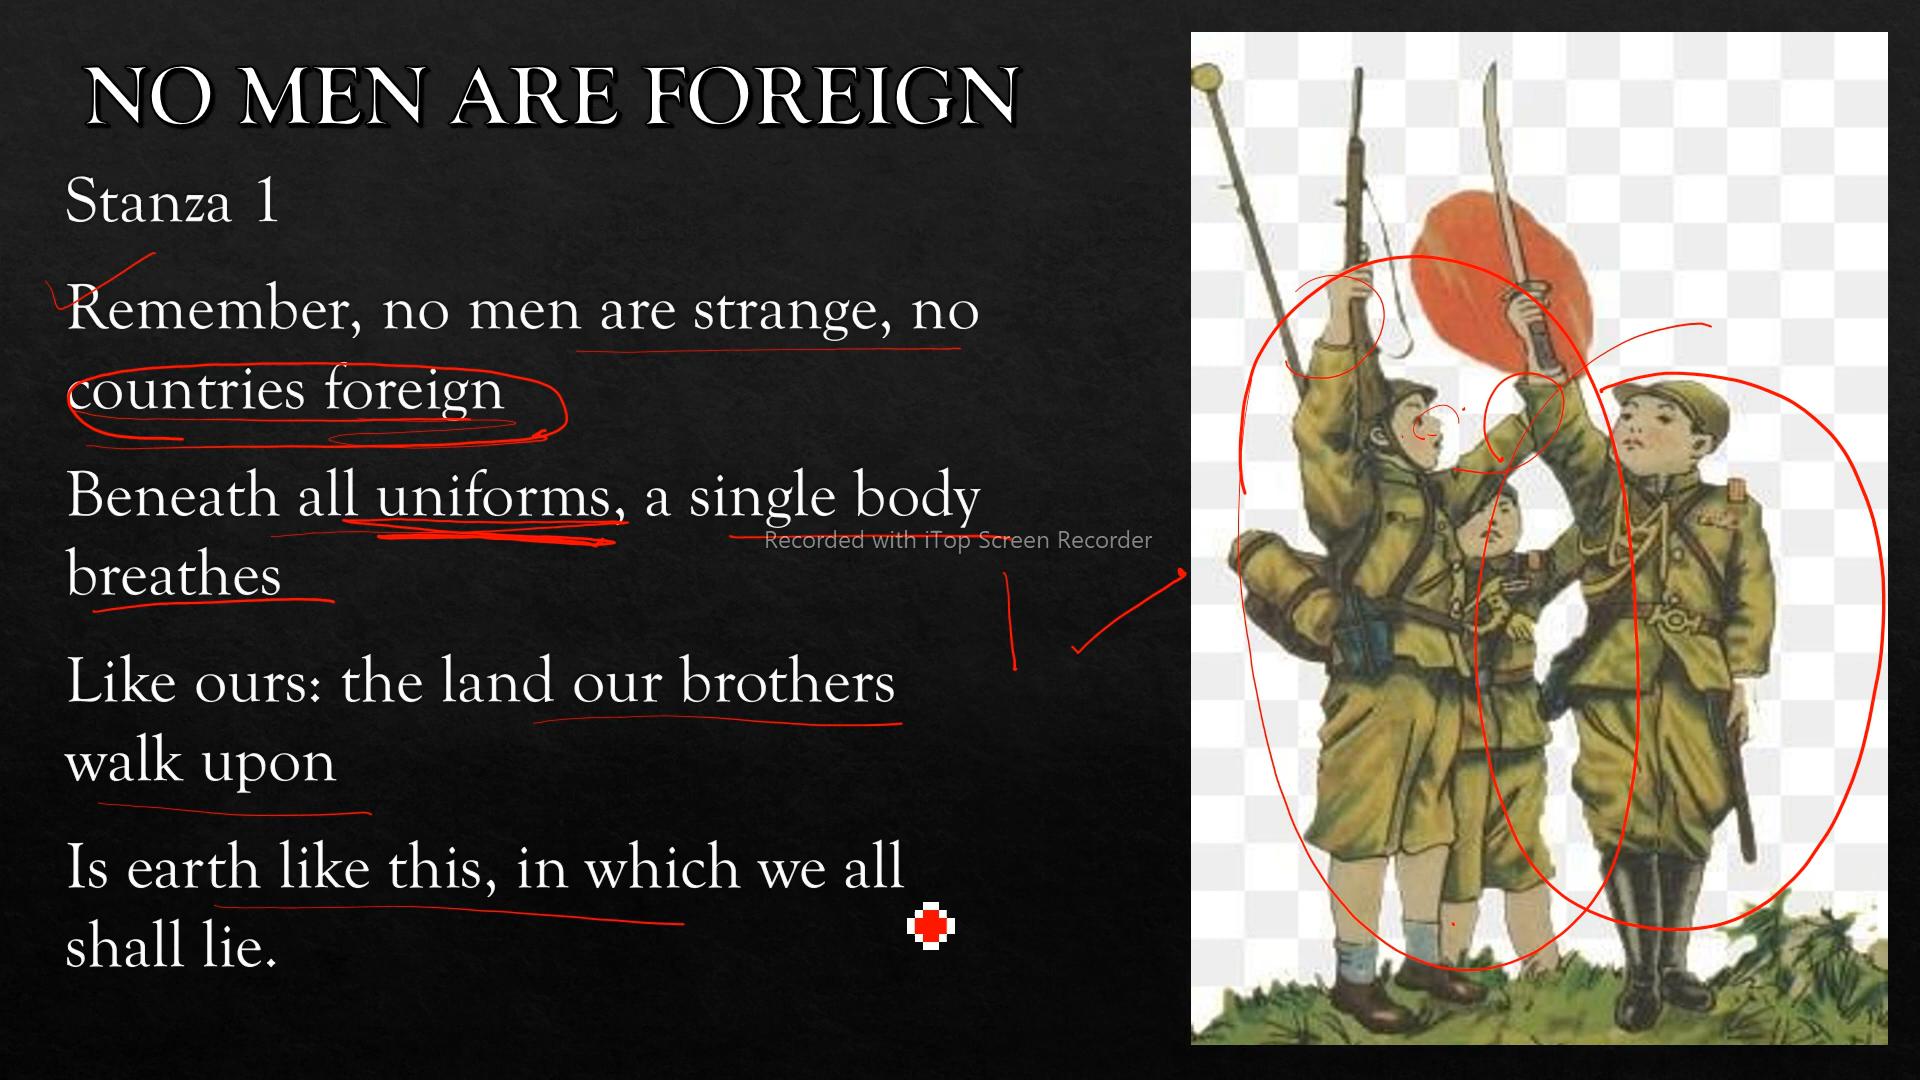 NO MEN ARE FOREIGN
Stanza 1
Remember, no men are strange, no
countries foreign
Beneath all uniforms, a single body
Recorded with iTop Screen Recorder
breathes
Like ours: the land our brothers
walk upon
Is earth like this, in which we all
shall lie.